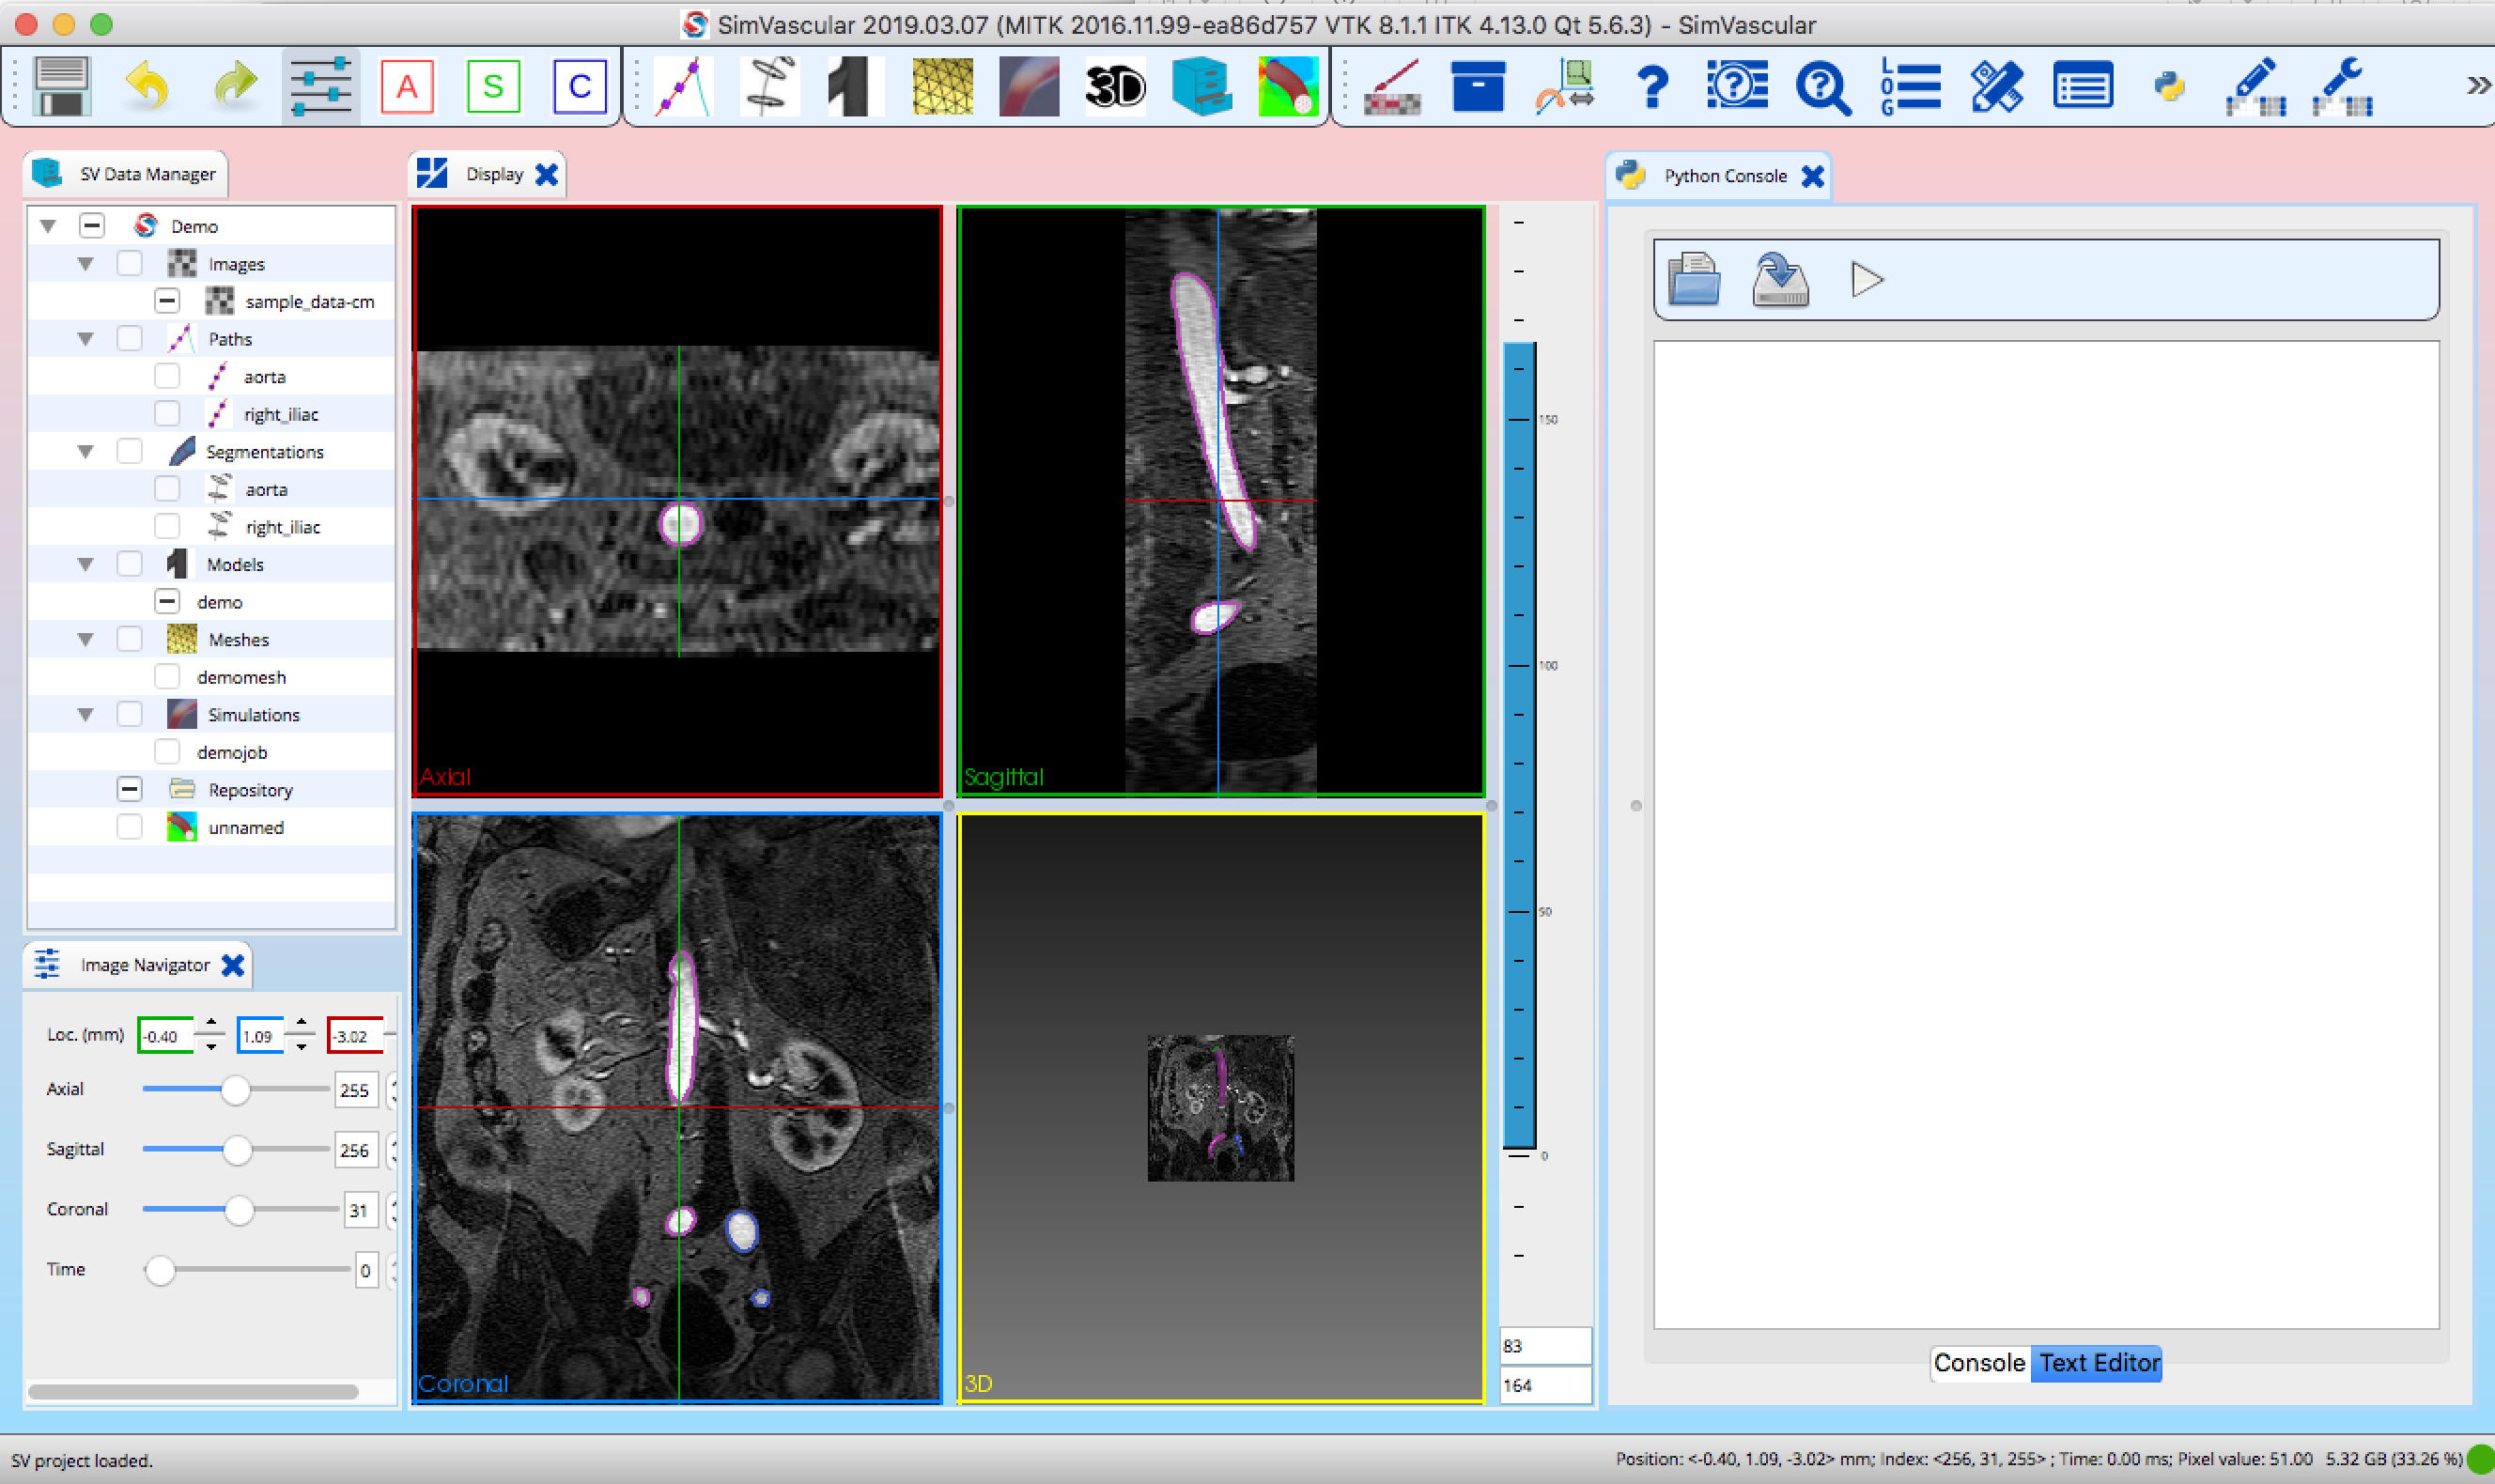 SimVascular 2019.03.07 (MITK 2016.11.99-ea86d757 VTK 8.1.1 ITK 4.13.0 Qt 5.6.3) - SimVascular
A S C 3D LOG
SV Data Manager
Demo
Images
sample_data-cm
Paths
aorta
right_iliac
Segmentations
aorta
right_iliac
Models
demo
Meshes
demomesh
Simulations
demojob
Repository
unnamed
Image Navigator
Loc. (mm) -0.40 1.09 -3.02
Axial 255
Sagittal 256
Coronal 31
Time 0
Display
Axial
Sagittal
Coronal
3D
150
100
50
0
83
164
Python Console
Console Text Editor
SV project loaded.
Position: <-0.40, 1.09, -3.02> mm; Index: <256, 31, 255> ; Time: 0.00 ms; Pixel value: 51.00 5.32 GB (33.26 %)